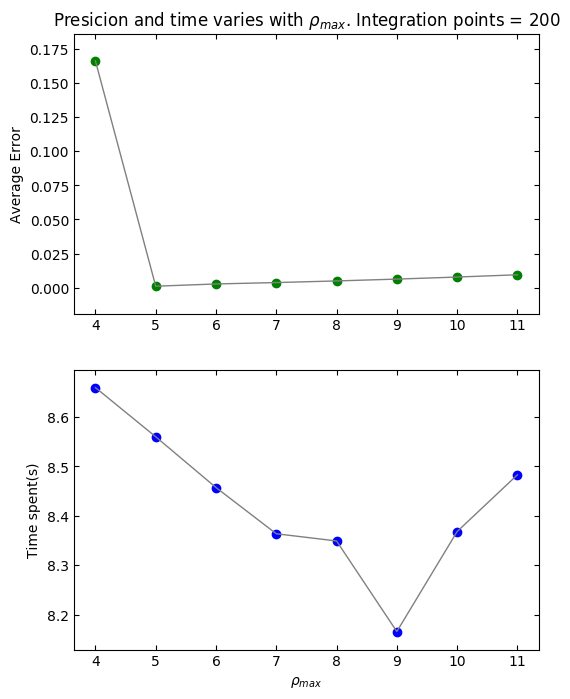 Presicion and time varies with ρmax. Integration points = 200
0.175
0.150
0.125
0.100
0.075
0.050
0.025
0.000
Average Error
4 5 6 7 8 9 10 11
8.6
8.5
8.4
8.3
8.2
Time spent(s)
4 5 6 7 8 9 10 11
ρmax